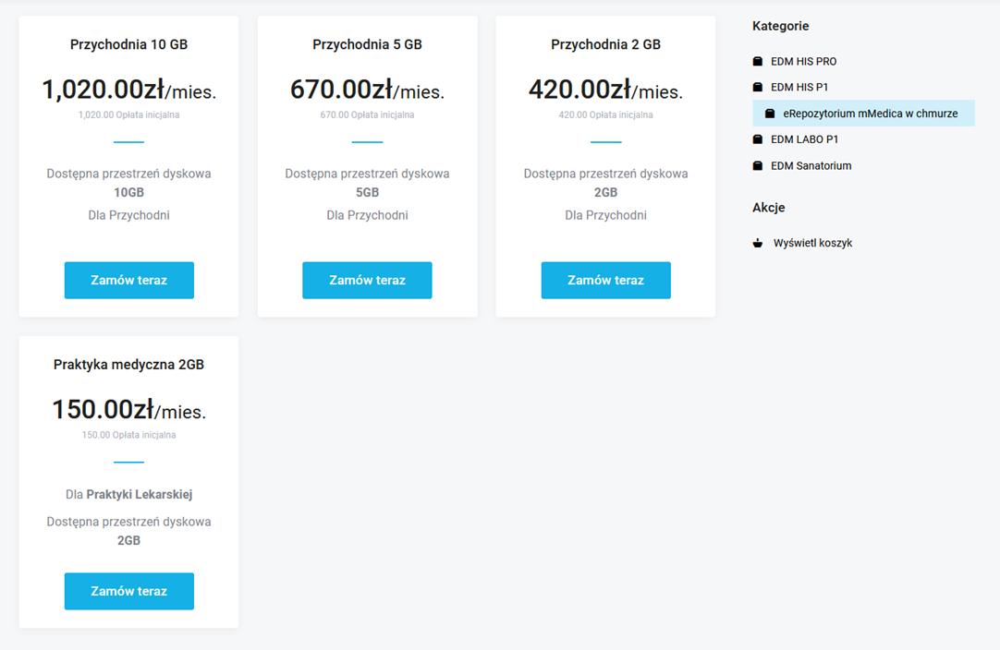 Przychodnia 10 GB
1,020.00zł/mies.
1,020.00 Opłata inicjalna
Dostępna przestrzeń dyskowa
10GB
Dla Przychodni
Zamów teraz
Przychodnia 5 GB
670.00zł/mies.
670.00 Opłata inicjalna
Dostępna przestrzeń dyskowa
5GB
Dla Przychodni
Zamów teraz
Przychodnia 2 GB
420.00zł/mies.
420.00 Opłata inicjalna
Dostępna przestrzeń dyskowa
2GB
Dla Przychodni
Zamów teraz
Praktyka medyczna 2GB
150.00zł/mies.
150.00 Opłata inicjalna
Dla Praktyki Lekarskiej
Dostępna przestrzeń dyskowa
2GB
Zamów teraz
Kategorie
EDM HIS PRO
EDM HIS P1
eRepozytorium mMedica w chmurze
EDM LABO P1
EDM Sanatorium
Akcje
Wyświetl koszyk